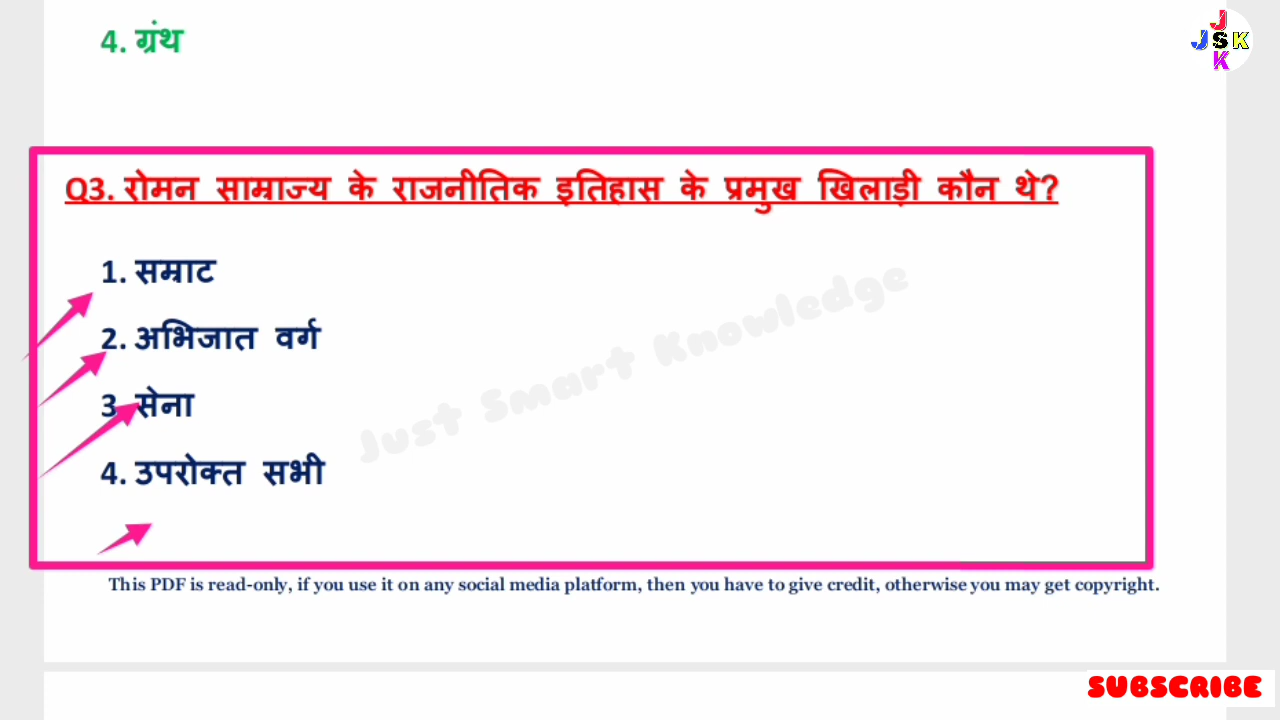 4. ग्रंथ
J
JSK
K
Q3. रोमन साम्राज्य के राजनीतिक इतिहास के प्रमुख खिलाड़ी कौन थे?
1. सम्राट
2. अभिजात वर्ग
3. सेना
4. उपरोक्त सभी
Just Smart Knowledge
This PDF is read-only, if you use it on any social media platform, then you have to give credit, otherwise you may get copyright.
SUBSCRIBE